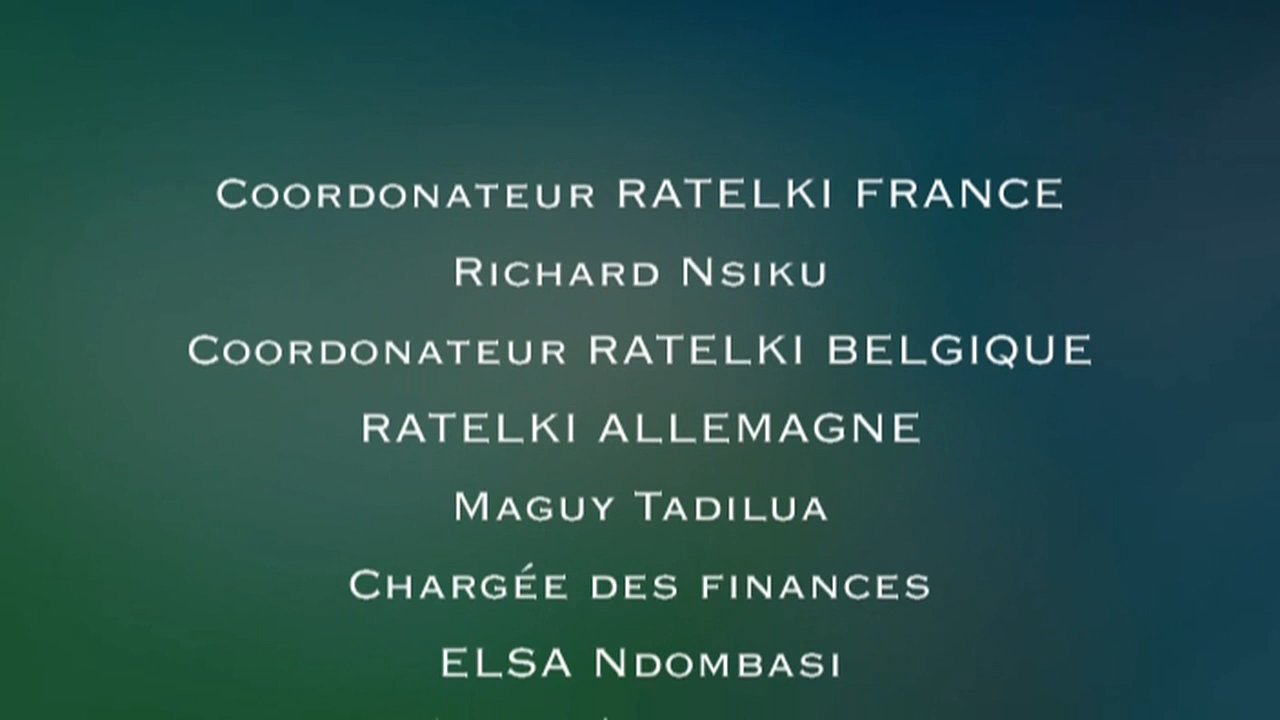 Coordonateur RATELKI FRANCE
Richard Nsiku
Coordonateur RATELKI BELGIQUE
RATELKI ALLEMAGNE
Maguy Tadilua
Chargée des finances
ELSA Ndombasi